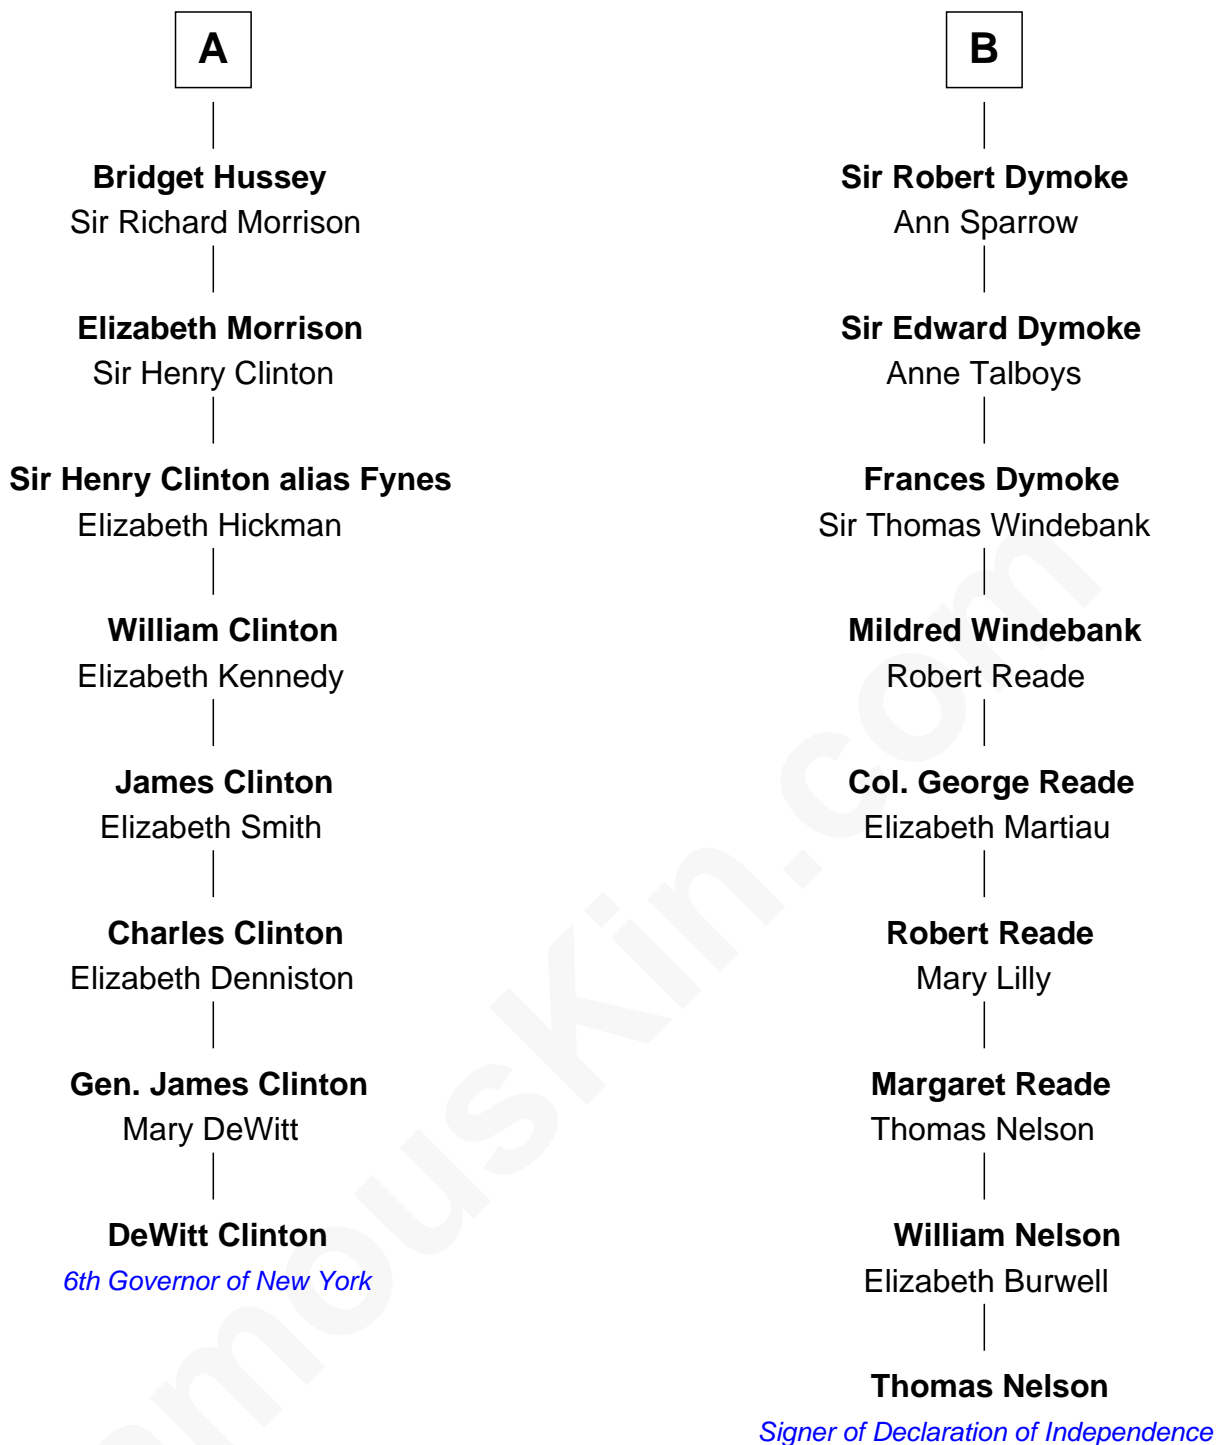 A
Bridget Hussey
Sir Richard Morrison
Elizabeth Morrison
Sir Henry Clinton
Sir Henry Clinton alias Fynes
Elizabeth Hickman
William Clinton
Elizabeth Kennedy
James Clinton
Elizabeth Smith
Charles Clinton
Elizabeth Denniston
Gen. James Clinton
Mary DeWitt
DeWitt Clinton
6th Governor of New York
B
Sir Robert Dymoke
Ann Sparrow
Sir Edward Dymoke
Anne Talboys
Frances Dymoke
Sir Thomas Windebank
Mildred Windebank
Robert Reade
Col. George Reade
Elizabeth Martiau
Robert Reade
Mary Lilly
Margaret Reade
Thomas Nelson
William Nelson
Elizabeth Burwell
Thomas Nelson
Signer of Declaration of Independence
amousKin.com